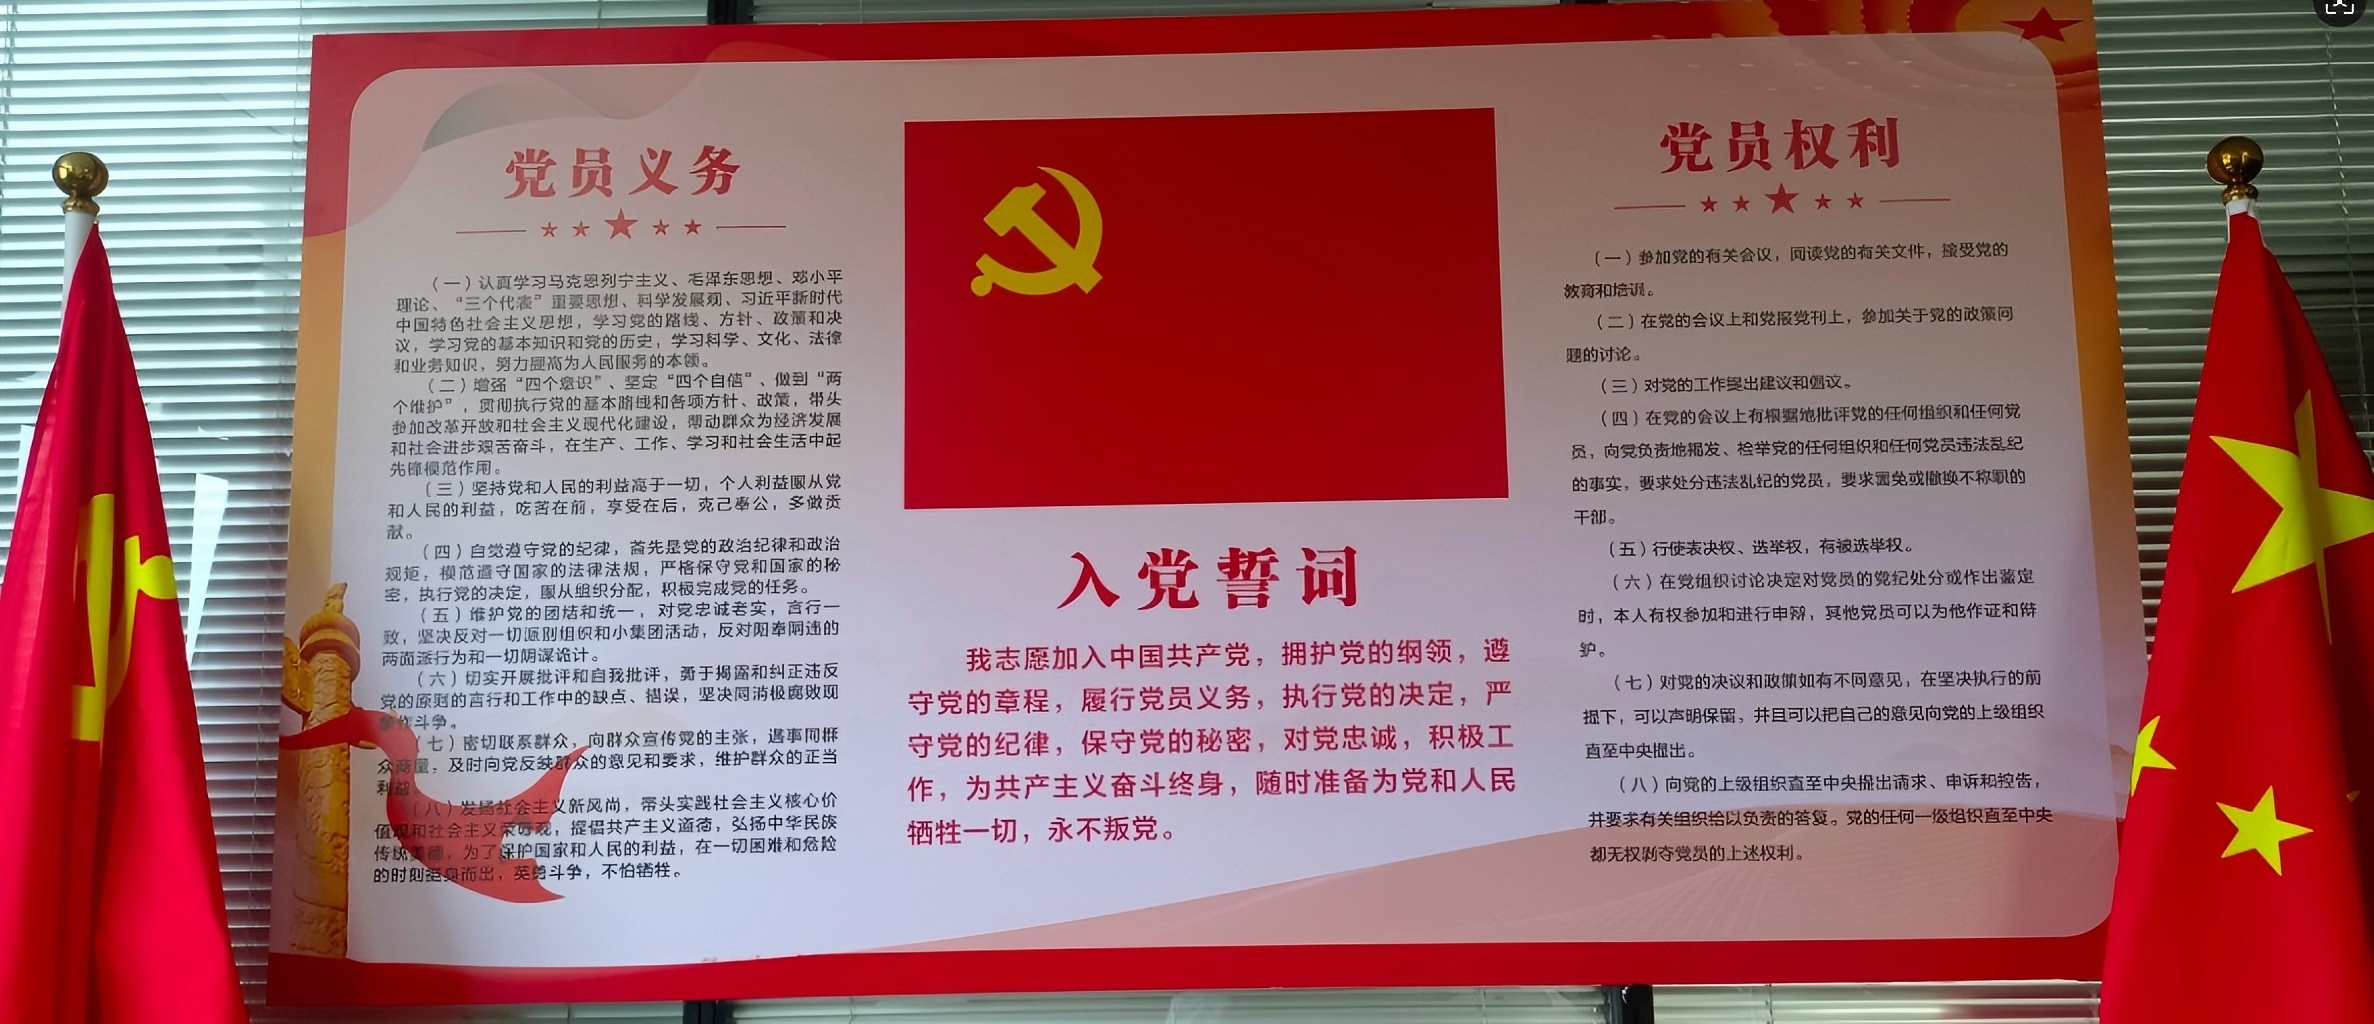 党员义务
（一）认真学习马克思列宁主义、毛泽东思想、邓小平
理论、“三个代表”重要思想、科学发展观、习近平新时代
中国特色社会主义思想，学习党的路线、方针、政策和决
议，学习党的基本知识和党的历史，学习科学、文化、法律
和业务知识，努力提高为人民服务的本领。
（二）增强“四个意识”、坚定“四个自信”、做到“两
个维护”，贯彻执行党的基本路线和各项方针、政策，带头
参加改革开放和社会主义现代化建设，带动群众为经济发展
和社会进步艰苦奋斗，在生产、工作、学习和社会生活中起
先锋模范作用。
（三）坚持党和人民的利益高于一切，个人利益服从党
和人民的利益，吃苦在前，享受在后，克己奉公，多做贡
献。
（四）自觉遵守党的纪律，首先是党的政治纪律和政治
规矩，模范遵守国家的法律法规，严格保守党和国家的秘
密，执行党的决定，服从组织分配，积极完成党的任务。
（五）维护党的团结和统一，对党忠诚老实，言行一
致，坚决反对一切派别组织和小集团活动，反对阳奉阴违的
两面派行为和一切阴谋诡计。
（六）切实开展批评和自我批评，勇于揭露和纠正违反
党的原则的言行和工作中的缺点、错误，坚决同消极腐败现
象作斗争。
（七）密切联系群众，向群众宣传党的主张，遇事同群
众商量，及时向党反映群众的意见和要求，维护群众的正当
利益
（八）发扬社会主义新风尚，带头实践社会主义核心价
值观和社会主义荣辱观，提倡共产主义道德，弘扬中华民族
传统美德，为了保护国家和人民的利益，在一切困难和危险
的时刻挺身而出，英勇斗争，不怕牺牲。
入党誓词
我志愿加入中国共产党，拥护党的纲领，遵
守党的章程，履行党员义务，执行党的决定，严
守党的纪律，保守党的秘密，对党忠诚，积极工
作，为共产主义奋斗终身，随时准备为党和人民
牺牲一切，永不叛党。
党员权利
（一）参加党的有关会议，阅读党的有关文件，接受党的
教育和培训。
（二）在党的会议上和党报党刊上，参加关于党的政策问
题的讨论。
（三）对党的工作提出建议和倡议。
（四）在党的会议上有根据地批评党的任何组织和任何党
员，向党负责地揭发、检举党的任何组织和任何党员违法乱纪
的事实，要求处分违法乱纪的党员，要求罢免或撤换不称职的
干部。
（五）行使表决权、选举权，有被选举权。
（六）在党组织讨论决定对党员的党纪处分或作出鉴定
时，本人有权参加和进行申辩，其他党员可以为他作证和辩
护。
（七）对党的决议和政策如有不同意见，在坚决执行的前
提下，可以声明保留，并且可以把自己的意见向党的上级组织
直至中央提出。
（八）向党的上级组织直至中央提出请求、申诉和控告，
并要求有关组织给以负责的答复。党的任何一级组织直至中央
都无权剥夺党员的上述权利。